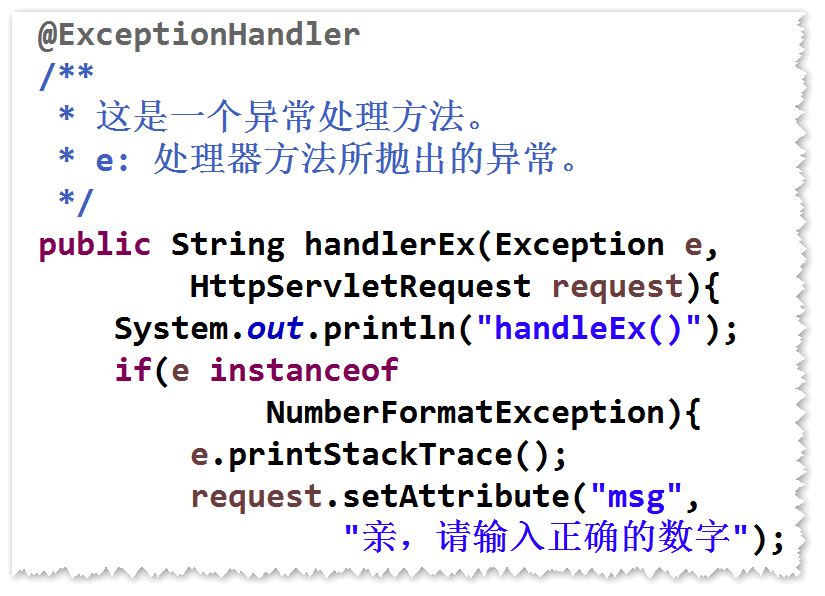 @ExceptionHandler
/**
 * 这是一个异常处理方法。
 * e: 处理器方法所抛出的异常。
 */
public String handlerEx(Exception e,
        HttpServletRequest request){
    System.out.println("handleEx()");
    if(e instanceof
            NumberFormatException){
        e.printStackTrace();
        request.setAttribute("msg",
                "亲，请输入正确的数字");